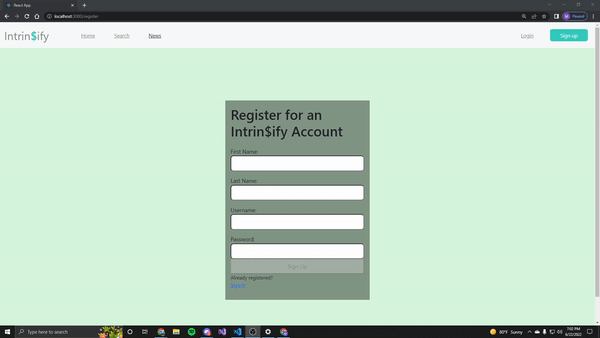 React App
localhost:3000/register
Paused
Intrin$ify
Home
Search
News
Login
Sign up
Register for an
Intrin$ify Account
First Name:
Last Name:
Username:
Password:
Sign Up
Already registered?
Sign In
Type here to search
80°F Sunny
7:02 PM
6/22/2022